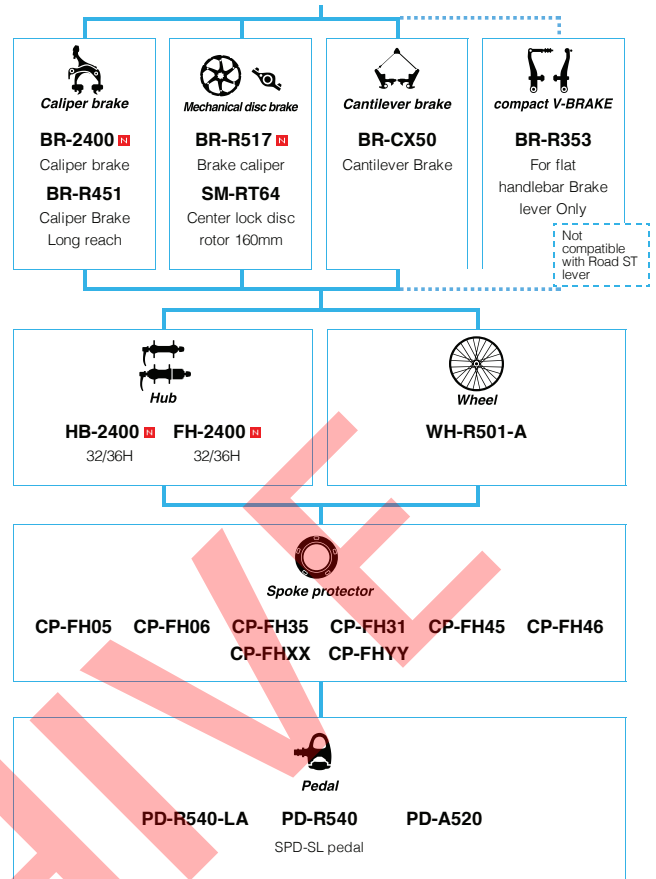 Caliper brake
BR-2400 N
Caliper brake
BR-R451
Caliper Brake
Long reach
Mechanical disc brake
BR-R517 N
Brake caliper
SM-RT64
Center lock disc
rotor 160mm
Cantilever brake
BR-CX50
Cantilever Brake
compact V-BRAKE
BR-R353
For flat
handlebar Brake
lever Only
Not
compatible
with Road ST
lever
Hub
HB-2400 N FH-2400 N
32/36H 32/36H
Wheel
WH-R501-A
Spoke protector
CP-FH05 CP-FH06 CP-FH35 CP-FH31 CP-FH45 CP-FH46
CP-FHXX CP-FHYY
Pedal
PD-R540-LA PD-R540 PD-A520
SPD-SL pedal
HIVE